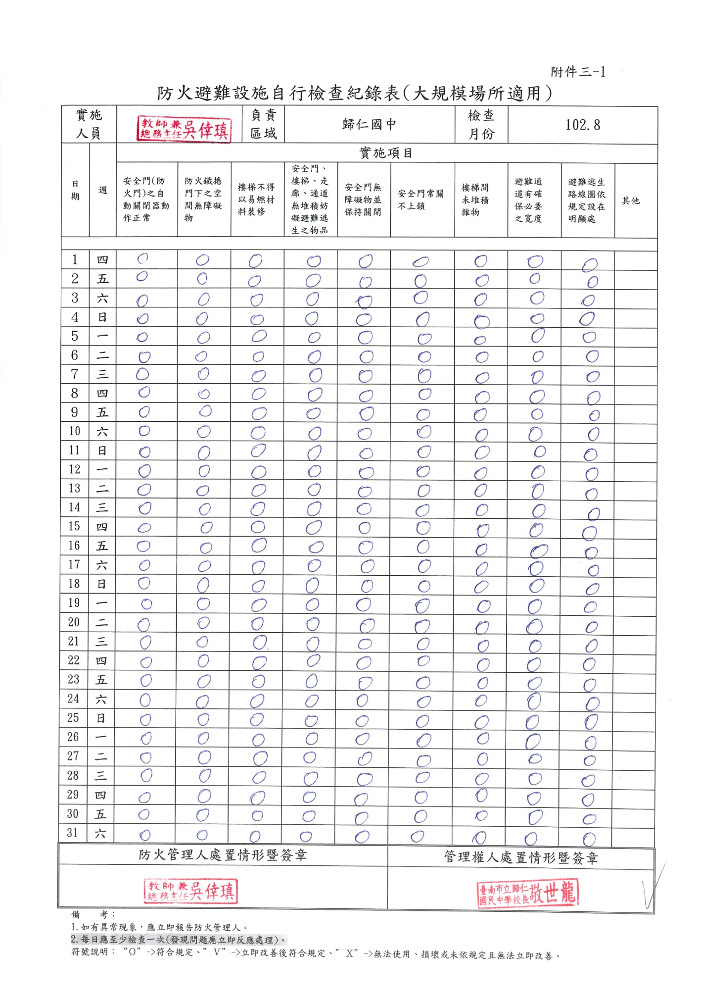 附件三-1
防火避難設施自行檢查紀錄表(大規模場所適用)
實施人員 教師兼總務主任吳倖瑱 負責區域 歸仁國中 檢查月份 102.8
日期 週 實施項目
安全門(防火門)之自動關閉器動作正常 防火鐵捲門下之空間無障礙物 樓梯不得以易燃材料裝修 安全門、樓梯、走廊、通道無堆積妨礙避難逃生之物品 安全門無障礙物並保持關閉 安全門常關不上鎖 樓梯間未堆積雜物 避難通道有確保必要之寬度 避難逃生路線圖依規定設在明顯處 其他
1 四 O O O O O O O O O
2 五 O O O O O O O O O
3 六 O O O O O O O O O
4 日 O O O O O O O O O
5 一 O O O O O O O O O
6 二 O O O O O O O O O
7 三 O O O O O O O O O
8 四 O O O O O O O O O
9 五 O O O O O O O O O
10 六 O O O O O O O O O
11 日 O O O O O O O O O
12 一 O O O O O O O O O
13 二 O O O O O O O O O
14 三 O O O O O O O O O
15 四 O O O O O O O O O
16 五 O O O O O O O O O
17 六 O O O O O O O O O
18 日 O O O O O O O O O
19 一 O O O O O O O O O
20 二 O O O O O O O O O
21 三 O O O O O O O O O
22 四 O O O O O O O O O
23 五 O O O O O O O O O
24 六 O O O O O O O O O
25 日 O O O O O O O O O
26 一 O O O O O O O O O
27 二 O O O O O O O O O
28 三 O O O O O O O O O
29 四 O O O O O O O O O
30 五 O O O O O O O O O
31 六 O O O O O O O O O
防火管理人處置情形暨簽章 管理權人處置情形暨簽章
教師兼總務主任吳倖瑱 臺南市立歸仁國民中學校長敬世龍
備　考：
1.如有異常現象，應立即報告防火管理人。
2.每日應至少檢查一次(發現問題應立即反應處理)。
符號說明：“O”->符合規定、”V”->立即改善後符合規定、”X”->無法使用、損壞或未依規定且無法立即改善。